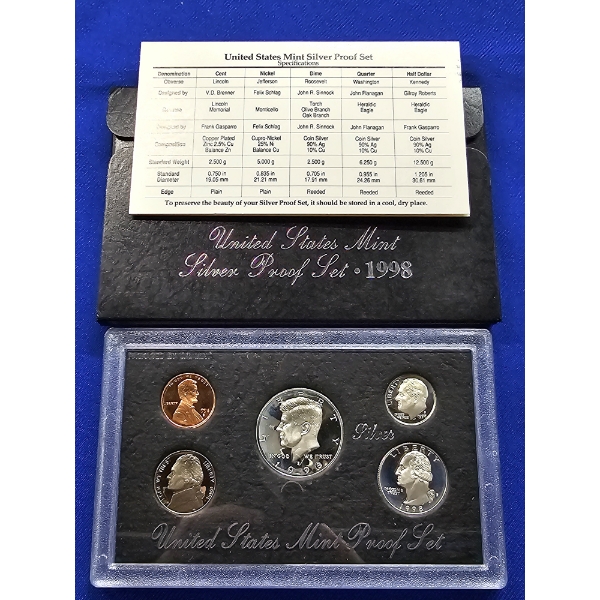 United States Mint Silver Proof Set
Specifications
Denomination Cent Nickel Dime Quarter Half Dollar
Obverse Lincoln Jefferson Roosevelt Washington Kennedy
Designed by V.D. Brenner Felix Schlag John R. Sinnock John Flanagan Gilroy Roberts
Reverse Lincoln Memorial Monticello Torch Olive Branch Oak Branch Heraldic Eagle Heraldic Eagle
Designed by Frank Gasparro Felix Schlag John R. Sinnock John Flanagan Frank Gasparro
Composition Copper Plated Zinc 2.5% Cu Balance Zn Cupro-Nickel 25% Ni Balance Cu Coin Silver 90% Ag 10% Cu Coin Silver 90% Ag 10% Cu Coin Silver 90% Ag 10% Cu
Standard Weight 2.500 g 5.000 g 2.500 g 6.250 g 12.500 g
Standard Diameter 0.750 in 19.05 mm 0.835 in 21.21 mm 0.705 in 17.91 mm 0.955 in 24.26 mm 1.205 in 30.61 mm
Edge Plain Plain Reeded Reeded Reeded
To preserve the beauty of your Silver Proof Set, it should be stored in a cool, dry place.
United States Mint
Silver Proof Set · 1998
LIBERTY
IN GOD WE TRUST
1998
Silver
LIBERTY
1998
United States Mint Proof Set